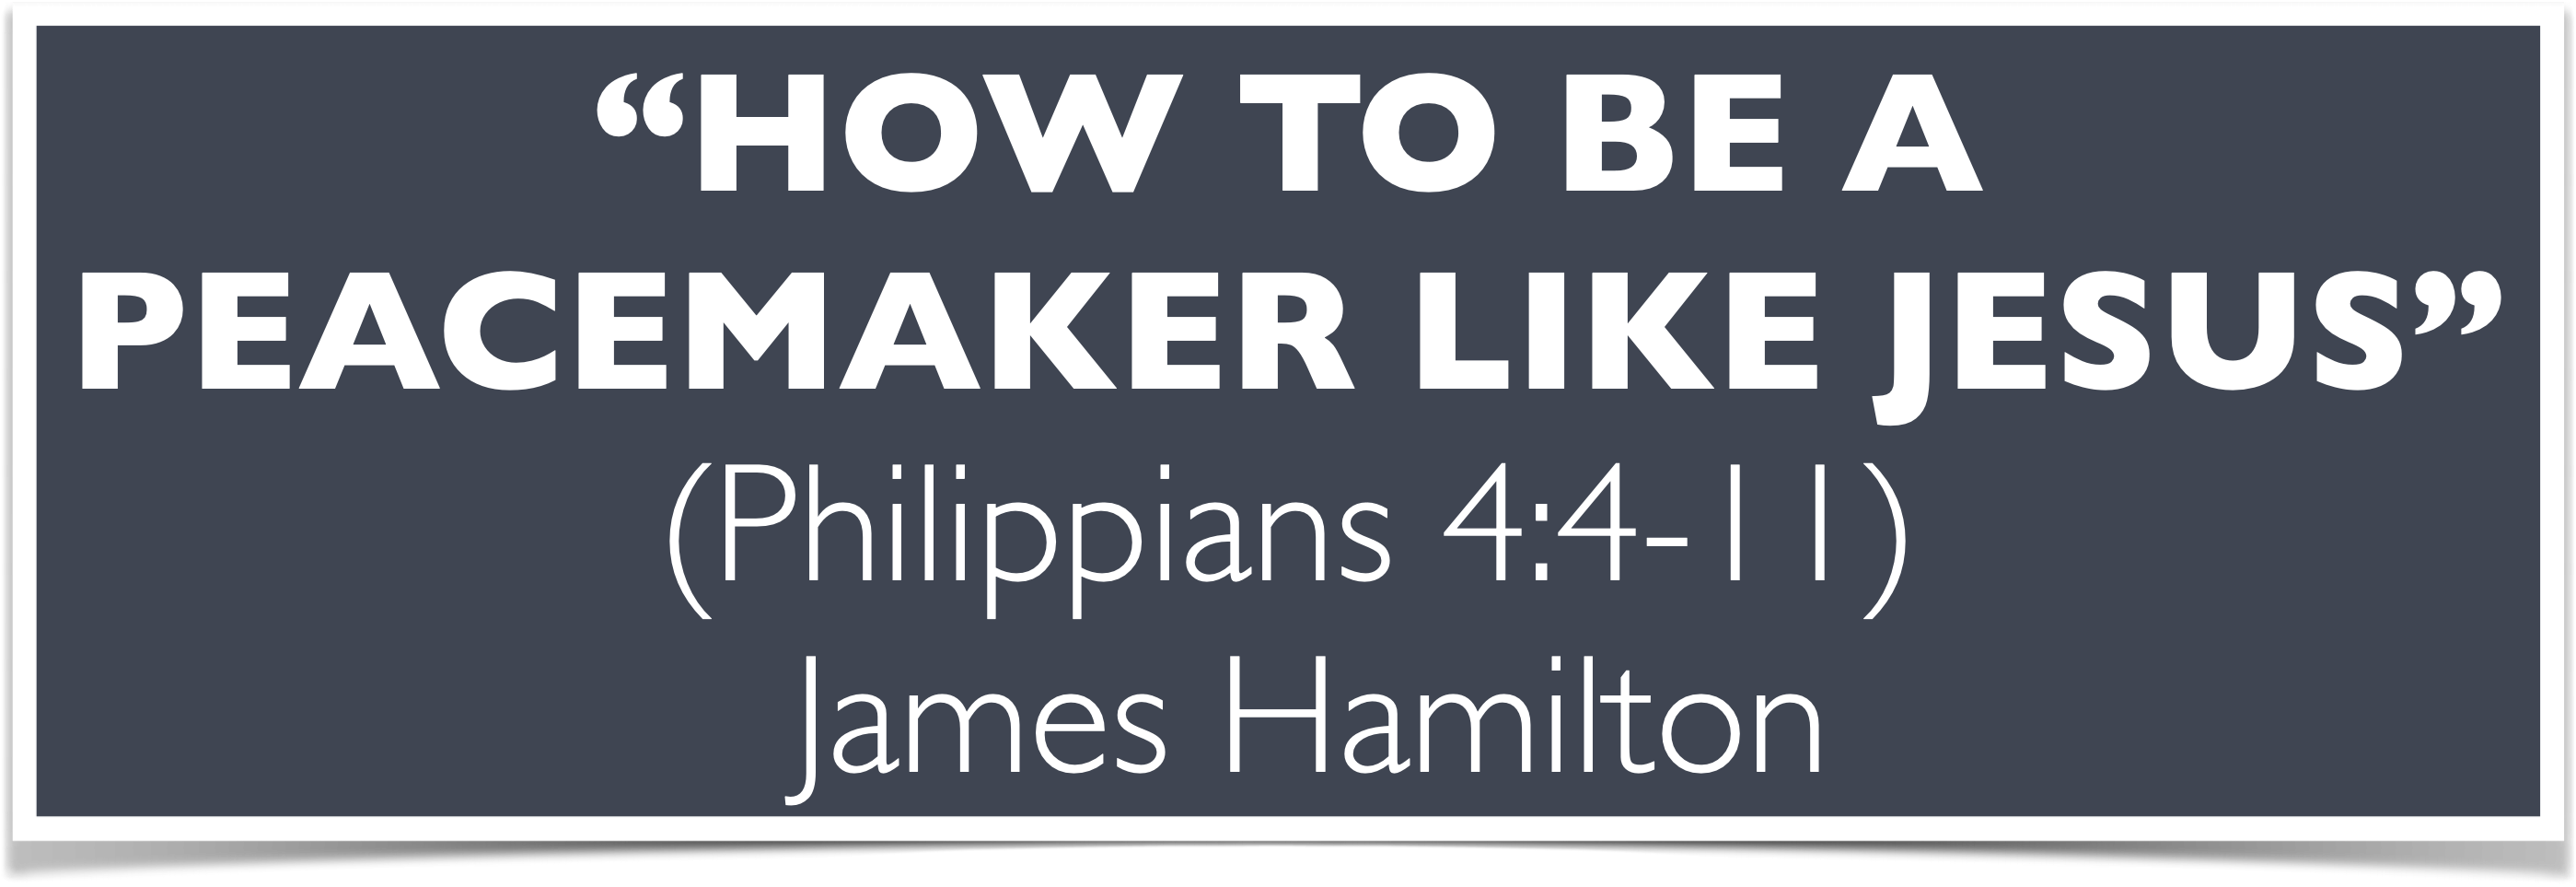 “HOW TO BE A
PEACEMAKER LIKE JESUS”
(Philippians 4:4-11)
James Hamilton